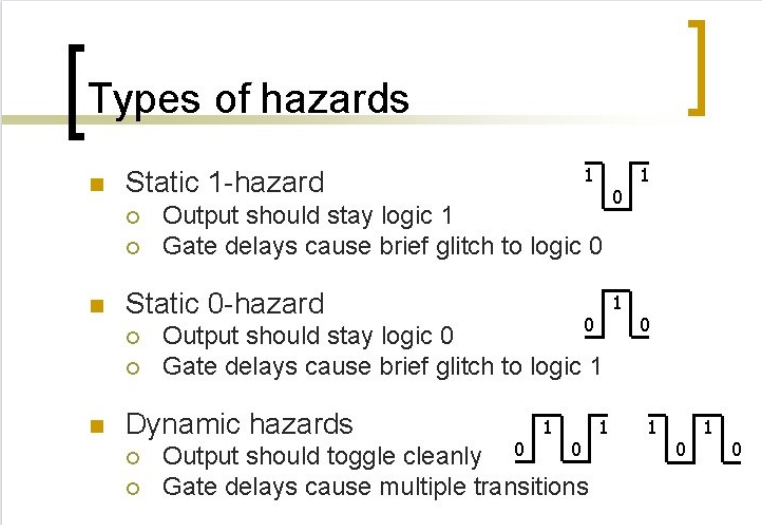 Types of hazards
Static 1-hazard
1 0 1
Output should stay logic 1
Gate delays cause brief glitch to logic 0
Static 0-hazard
0 1 0
Output should stay logic 0
Gate delays cause brief glitch to logic 1
Dynamic hazards
0 1 0 1 1 0 1 0
Output should toggle cleanly
Gate delays cause multiple transitions